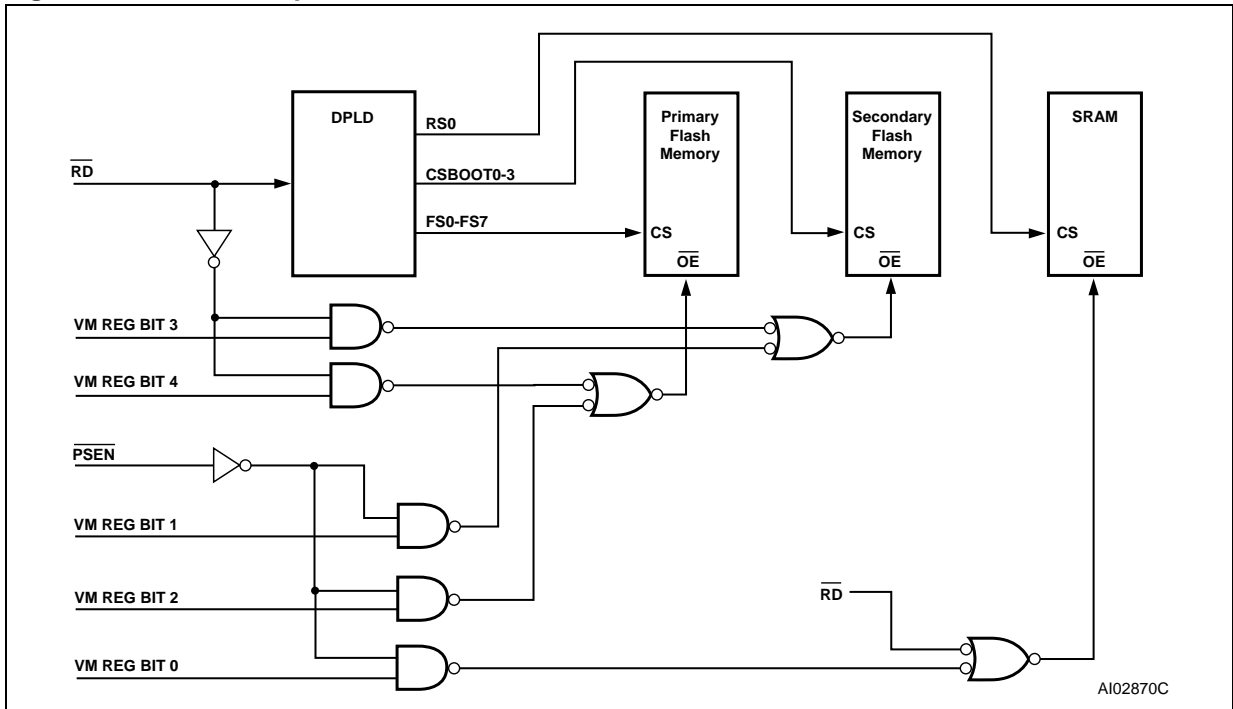 DPLD
RS0
CSBOOT0-3
FS0-FS7
Primary
Flash
Memory
CS
OE
Secondary
Flash
Memory
CS
OE
SRAM
CS
OE
RD
VM REG BIT 3
VM REG BIT 4
PSEN
VM REG BIT 1
VM REG BIT 2
VM REG BIT 0
RD
AI02870C